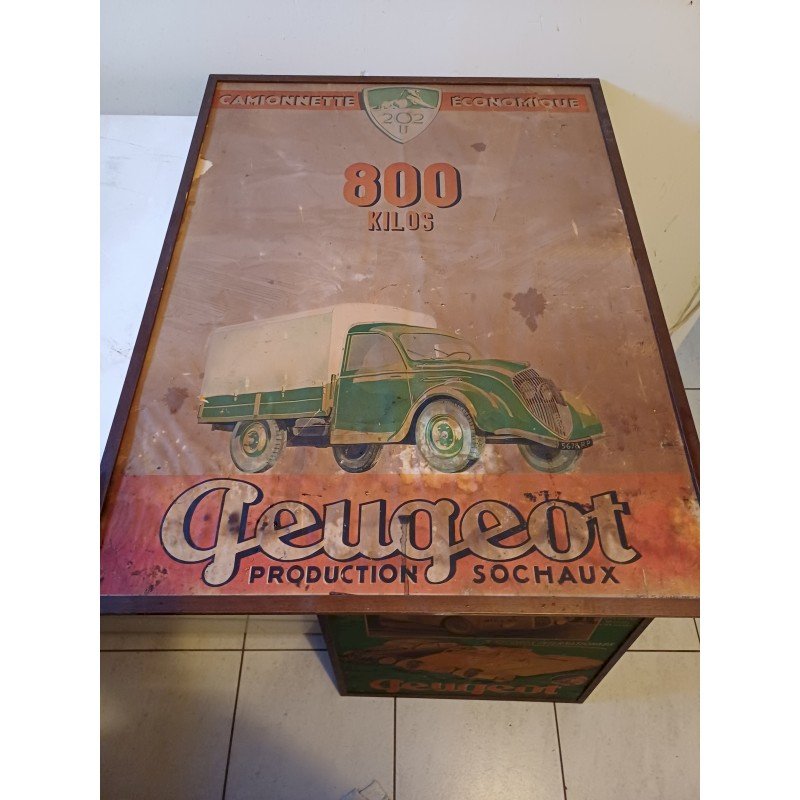 CAMIONNETTE ÉCONOMIQUE
202
U
800
KILOS
Peugeot
PRODUCTION SOCHAUX
Peugeot